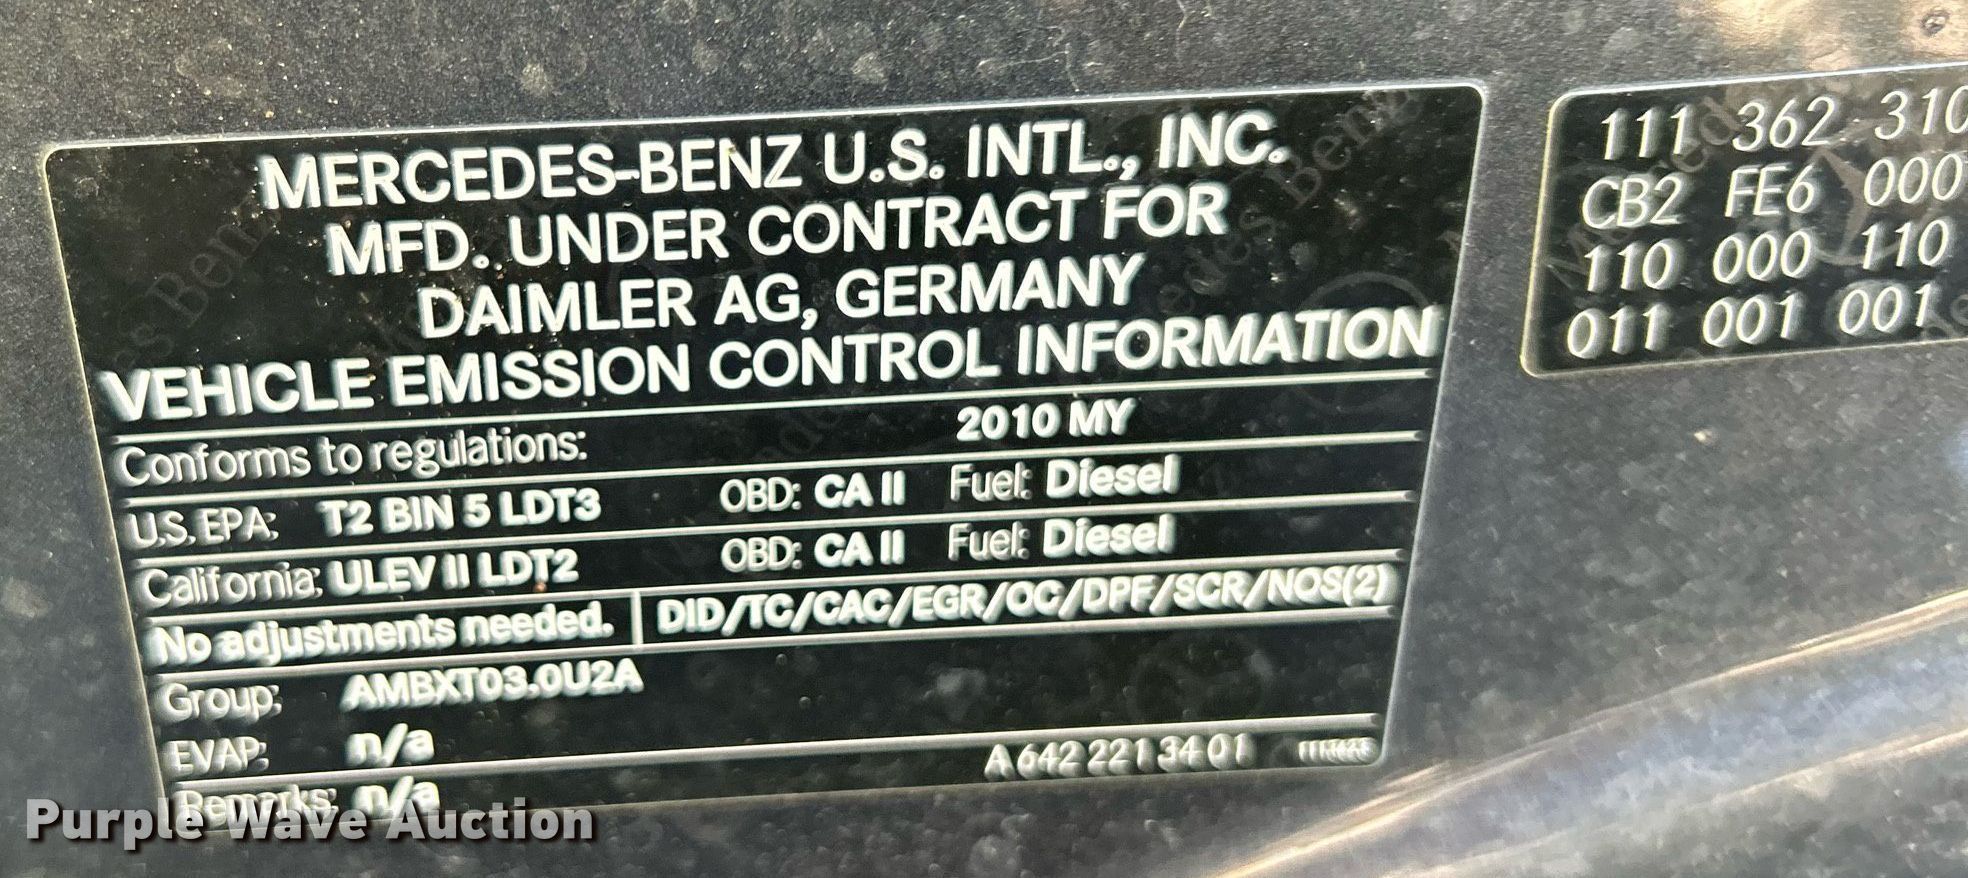 MERCEDES-BENZ U.S. INTL., INC.
MFD. UNDER CONTRACT FOR
DAIMLER AG, GERMANY
VEHICLE EMISSION CONTROL INFORMATION
Conforms to regulations: 2010 MY
U.S. EPA: T2 BIN 5 LDT3 OBD: CA II Fuel: Diesel
California: ULEV II LDT2 OBD: CA II Fuel: Diesel
No adjustments needed. DID/TC/CAC/EGR/OC/DPF/SCR/NOS(2)
Group: AMBXT03.0U2A
EVAP: n/a
Remarks: n/a A 642 221 34 01
111 362 310
CB2 FE6 000
110 000 110
011 001 001
Purple Wave Auction